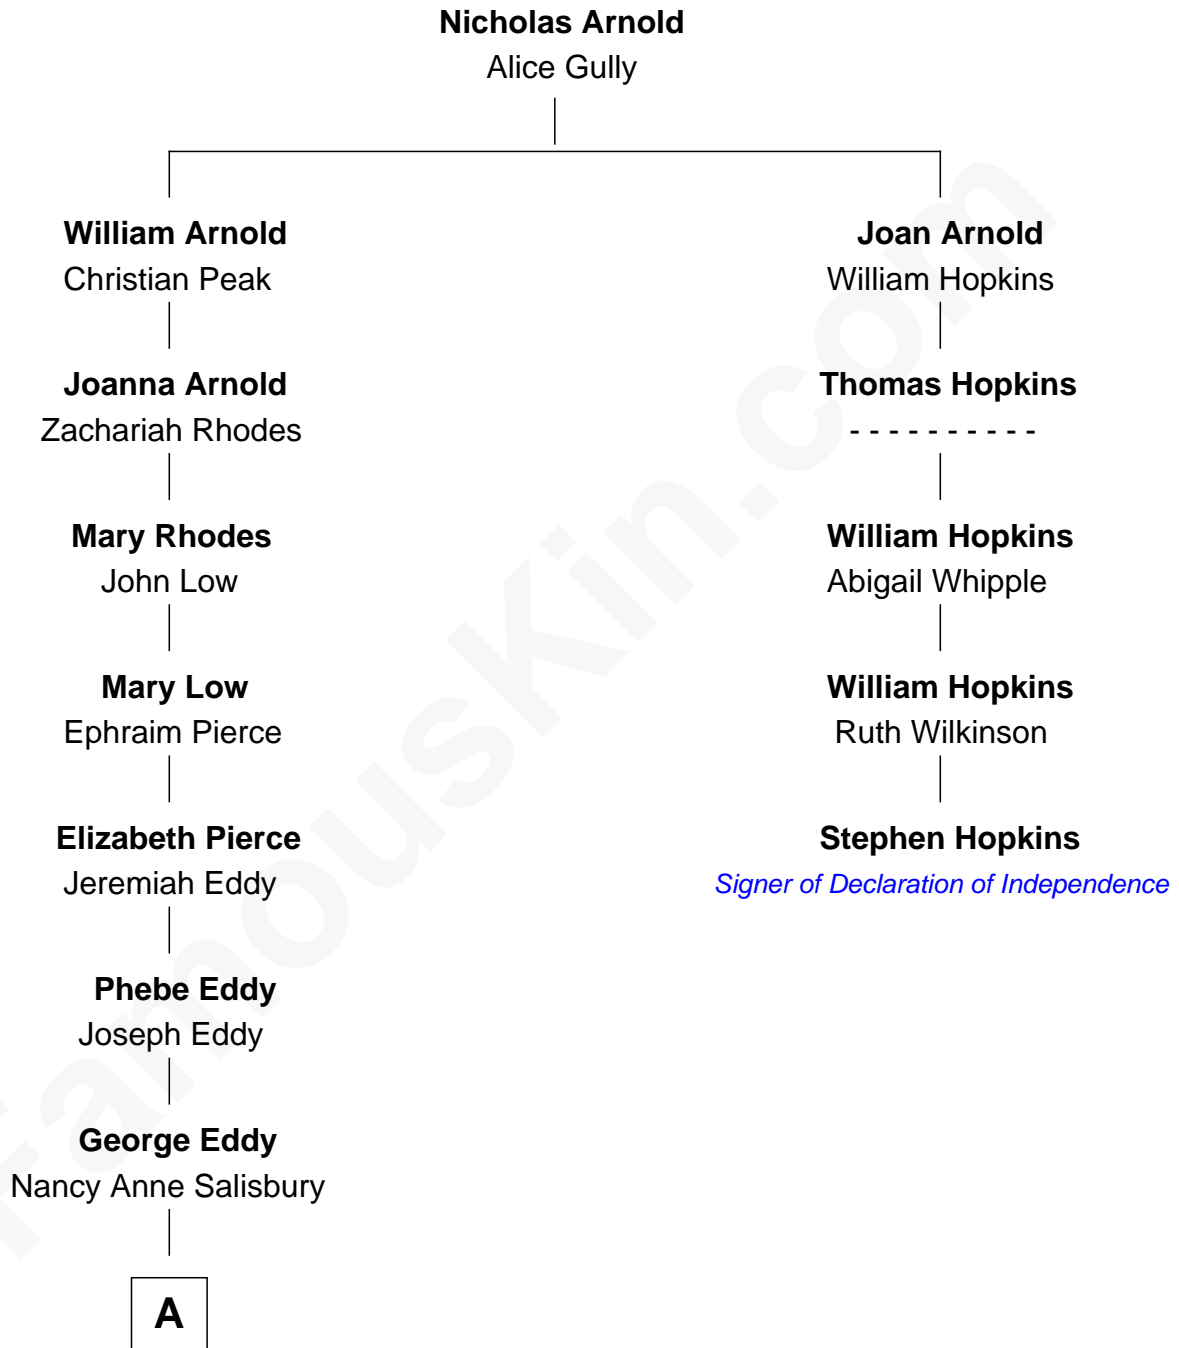 Nicholas Arnold
Alice Gully
William Arnold
Christian Peak
Joan Arnold
William Hopkins
Joanna Arnold
Zachariah Rhodes
Thomas Hopkins
- - - - - - - - - -
Mary Rhodes
John Low
William Hopkins
Abigail Whipple
Mary Low
Ephraim Pierce
William Hopkins
Ruth Wilkinson
Elizabeth Pierce
Jeremiah Eddy
Stephen Hopkins
Signer of Declaration of Independence
Phebe Eddy
Joseph Eddy
George Eddy
Nancy Anne Salisbury
A
FamousKin.com